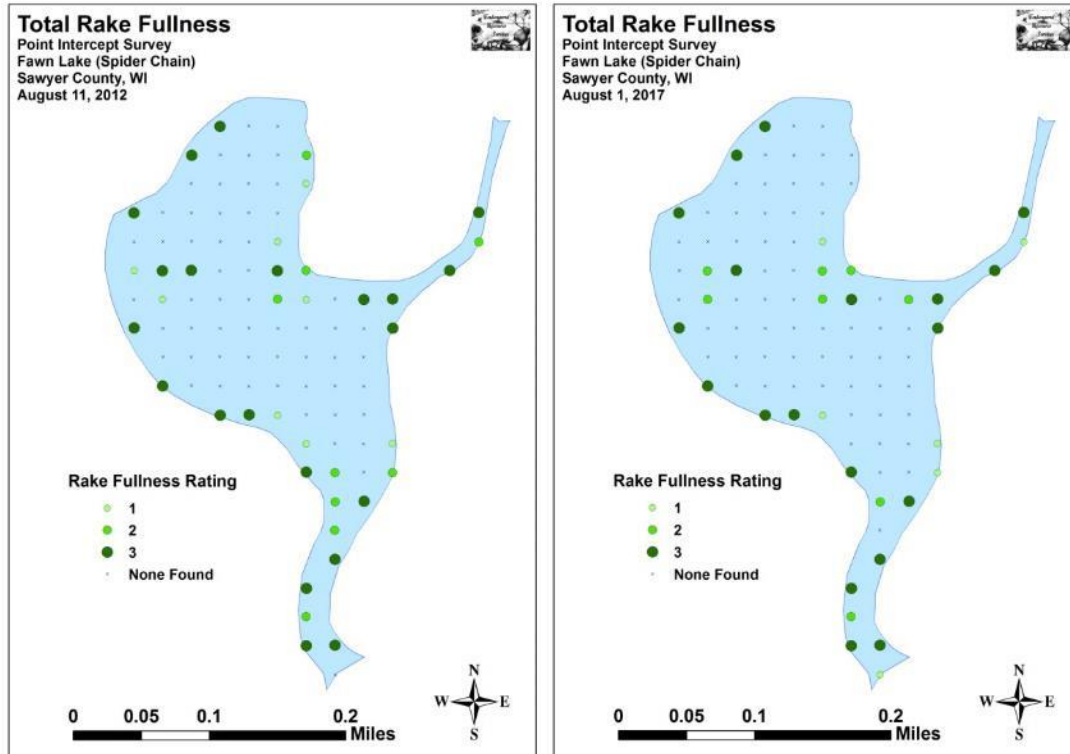 Total Rake Fullness
Point Intercept Survey
Fawn Lake (Spider Chain)
Sawyer County, WI
August 11, 2012
Endangered
Resource
Services
Rake Fullness Rating
1
2
3
None Found
N
W E
S
0 0.05 0.1 0.2
Miles
Total Rake Fullness
Point Intercept Survey
Fawn Lake (Spider Chain)
Sawyer County, WI
August 1, 2017
Rake Fullness Rating
1
2
3
None Found
N
W E
S
0 0.05 0.1 0.2
Miles